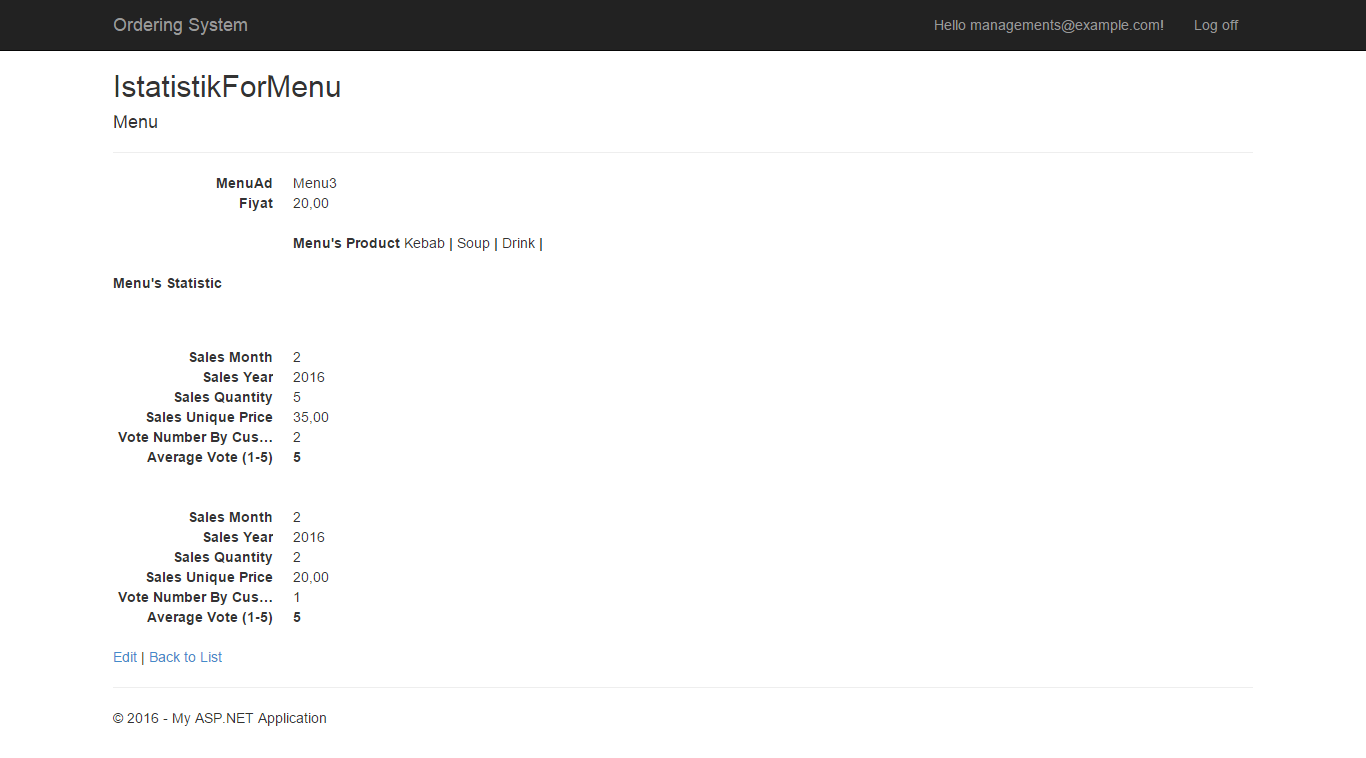 Ordering System Hello managements@example.com! Log off
IstatistikForMenu
Menu
MenuAd Menu3
Fiyat 20,00
Menu's Product Kebab | Soup | Drink |
Menu's Statistic
Sales Month 2
Sales Year 2016
Sales Quantity 5
Sales Unique Price 35,00
Vote Number By Cus... 2
Average Vote (1-5) 5
Sales Month 2
Sales Year 2016
Sales Quantity 2
Sales Unique Price 20,00
Vote Number By Cus... 1
Average Vote (1-5) 5
Edit | Back to List
© 2016 - My ASP.NET Application